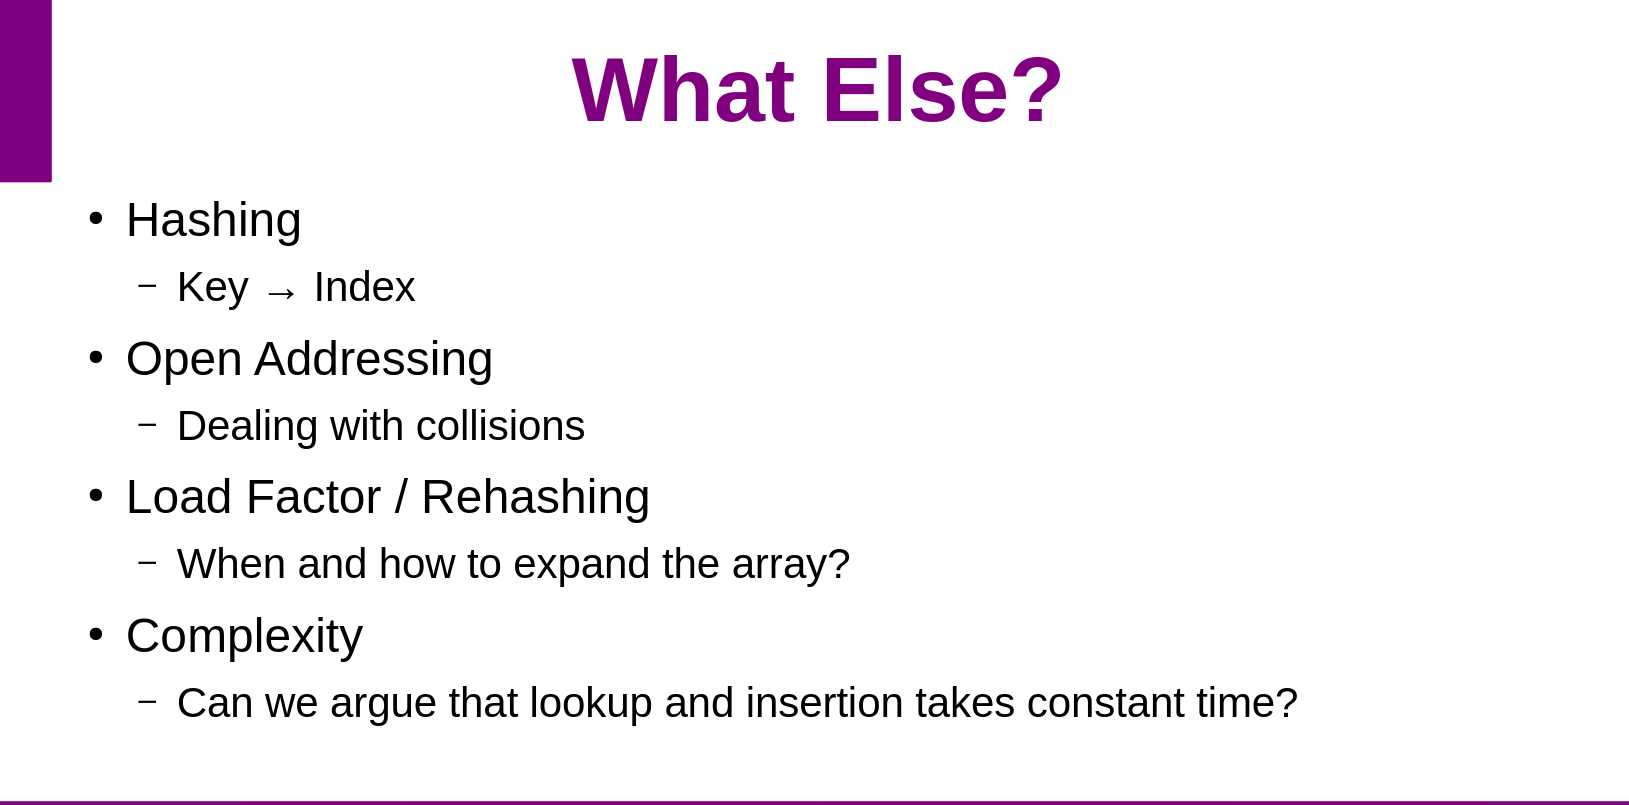 What Else?
• Hashing
– Key → Index
• Open Addressing
– Dealing with collisions
• Load Factor / Rehashing
– When and how to expand the array?
• Complexity
– Can we argue that lookup and insertion takes constant time?